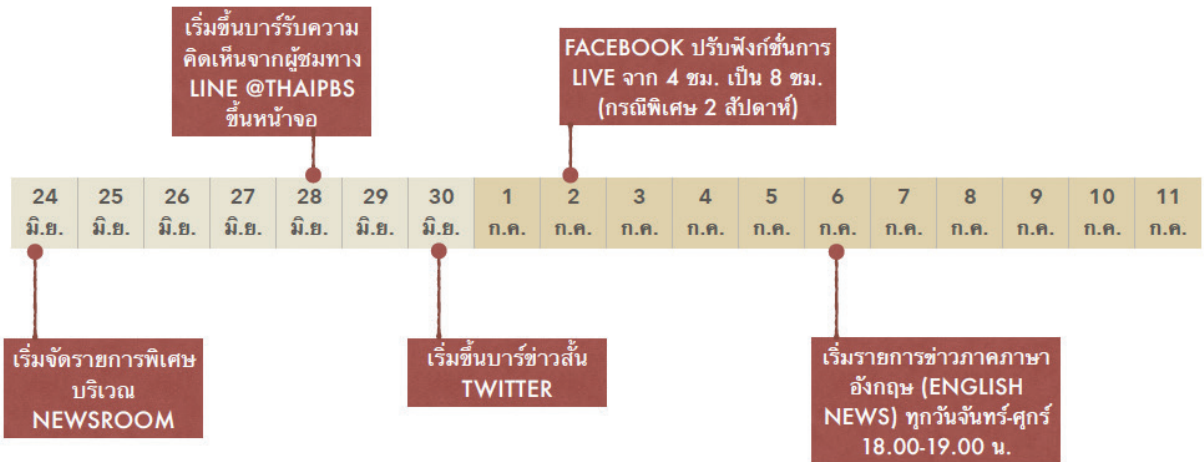 เริ่มขึ้นบาร์รับความ
คิดเห็นจากผู้ชมทาง
LINE @THAIPBS
ขึ้นหน้าจอ
FACEBOOK ปรับฟังก์ชั่นการ
LIVE จาก 4 ชม. เป็น 8 ชม.
(กรณีพิเศษ 2 สัปดาห์)
24 25 26 27 28 29 30 1 2 3 4 5 6 7 8 9 10 11
มิ.ย. มิ.ย. มิ.ย. มิ.ย. มิ.ย. มิ.ย. มิ.ย. ก.ค. ก.ค. ก.ค. ก.ค. ก.ค. ก.ค. ก.ค. ก.ค. ก.ค. ก.ค. ก.ค.
เริ่มจัดรายการพิเศษ
บริเวณ
NEWSROOM
เริ่มขึ้นบาร์ข่าวสั้น
TWITTER
เริ่มรายการข่าวภาคภาษา
อังกฤษ (ENGLISH
NEWS) ทุกวันจันทร์-ศุกร์
18.00-19.00 น.